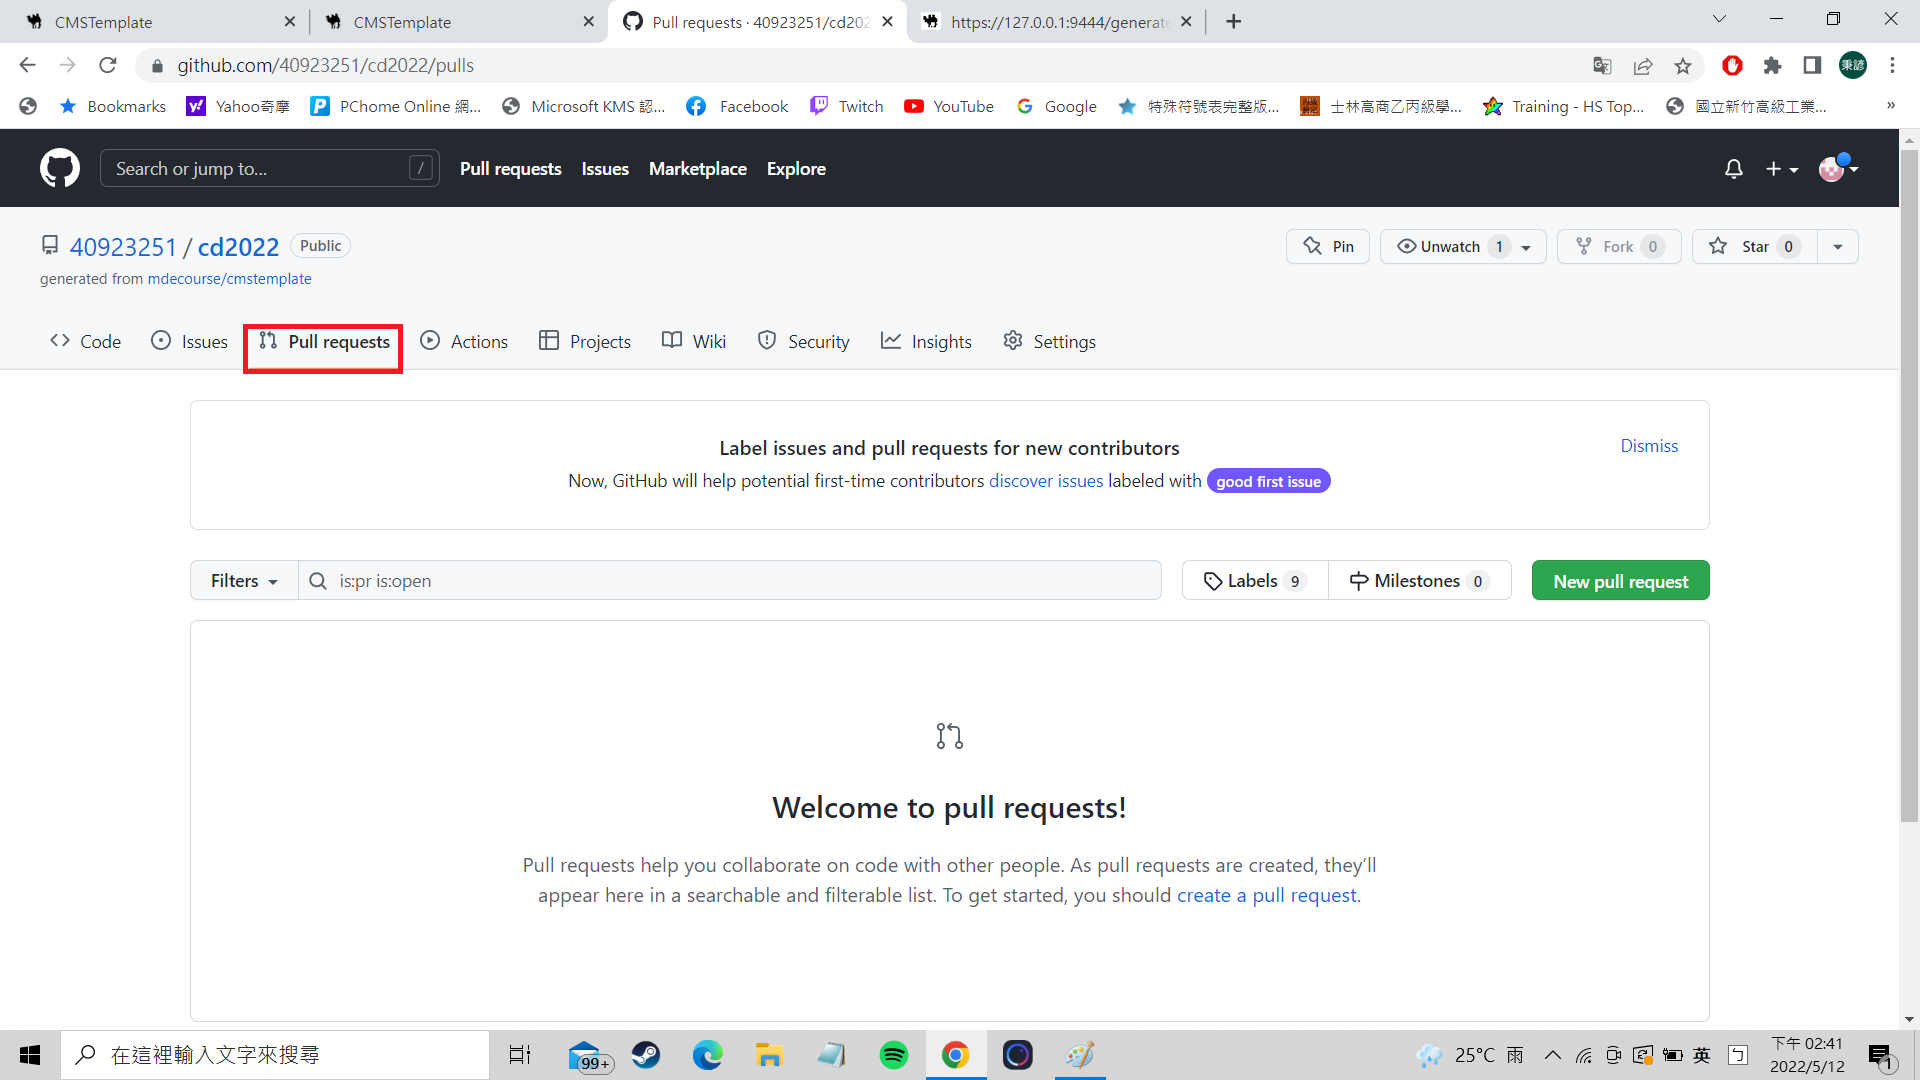 CMSTemplate
CMSTemplate
Pull requests · 40923251/cd202
https://127.0.0.1:9444/generate
github.com/40923251/cd2022/pulls
秉諺
Bookmarks
Yahoo奇摩
PChome Online 網...
Microsoft KMS 認...
Facebook
Twitch
YouTube
Google
特殊符號表完整版...
士林高商乙丙級學...
Training - HS Top...
國立新竹高級工業...
»
Search or jump to... /
Pull requests
Issues
Marketplace
Explore
40923251 / cd2022 Public
Pin
Unwatch 1
Fork 0
Star 0
generated from mdecourse/cmstemplate
Code
Issues
Pull requests
Actions
Projects
Wiki
Security
Insights
Settings
Label issues and pull requests for new contributors
Dismiss
Now, GitHub will help potential first-time contributors discover issues labeled with good first issue
Filters
is:pr is:open
Labels 9
Milestones 0
New pull request
Welcome to pull requests!
Pull requests help you collaborate on code with other people. As pull requests are created, they’ll
appear here in a searchable and filterable list. To get started, you should create a pull request.
在這裡輸入文字來搜尋
99+
25°C 雨
英
ㄅ
下午 02:41
2022/5/12
1